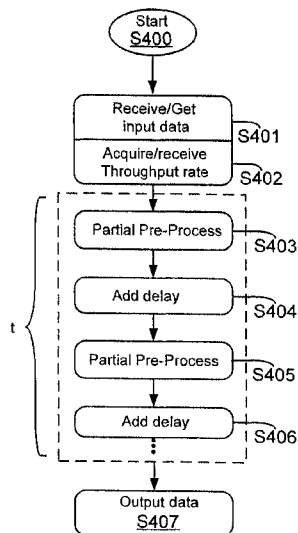 Start
S400
Receive/Get
input data
S401
Acquire/receive
Throughput rate
S402
Partial Pre-Process
S403
Add delay
S404
t
Partial Pre-Process
S405
Add delay
S406
Output data
S407